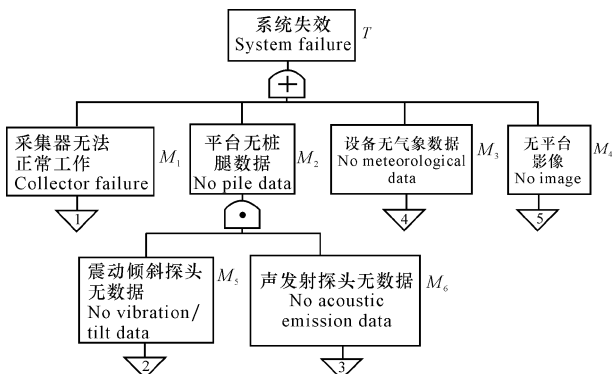 系统失效
System failure
T
+
采集器无法
正常工作
Collector failure
M1
平台无桩
腿数据
No pile data
M2
设备无气象数据
No meteorological
data
M3
无平台
影像
No image
M4
1
4
5
震动倾斜探头
无数据
No vibration/
tilt data
M5
声发射探头无数据
No acoustic
emission data
M6
2
3